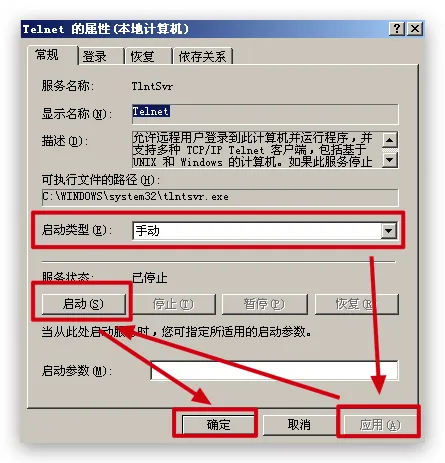 Telnet 的属性(本地计算机)
常规 登录 恢复 依存关系
服务名称: TlntSvr
显示名称(N): Telnet
描述(D): 允许远程用户登录到此计算机并运行程序，并
支持多种 TCP/IP Telnet 客户端，包括基于
UNIX 和 Windows 的计算机。如果此服务停止
可执行文件的路径(H):
C:\WINDOWS\system32\tlntsvr.exe
启动类型(E): 手动
服务状态: 已停止
启动(S) 停止(T) 暂停(P) 恢复(R)
当从此处启动服务时，您可指定所适用的启动参数。
启动参数(M):
确定 取消 应用(A)